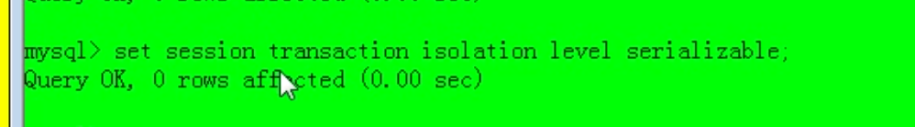 mysql> set session transaction isolation level serializable;
Query OK, 0 rows affected (0.00 sec)